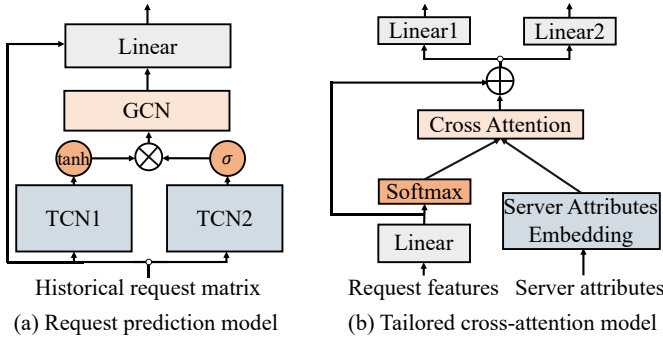 Linear
GCN
tanh
σ
TCN1
TCN2
Historical request matrix
(a) Request prediction model
Linear1
Linear2
Cross Attention
Softmax
Server Attributes
Embedding
Linear
Request features
Server attributes
(b) Tailored cross-attention model